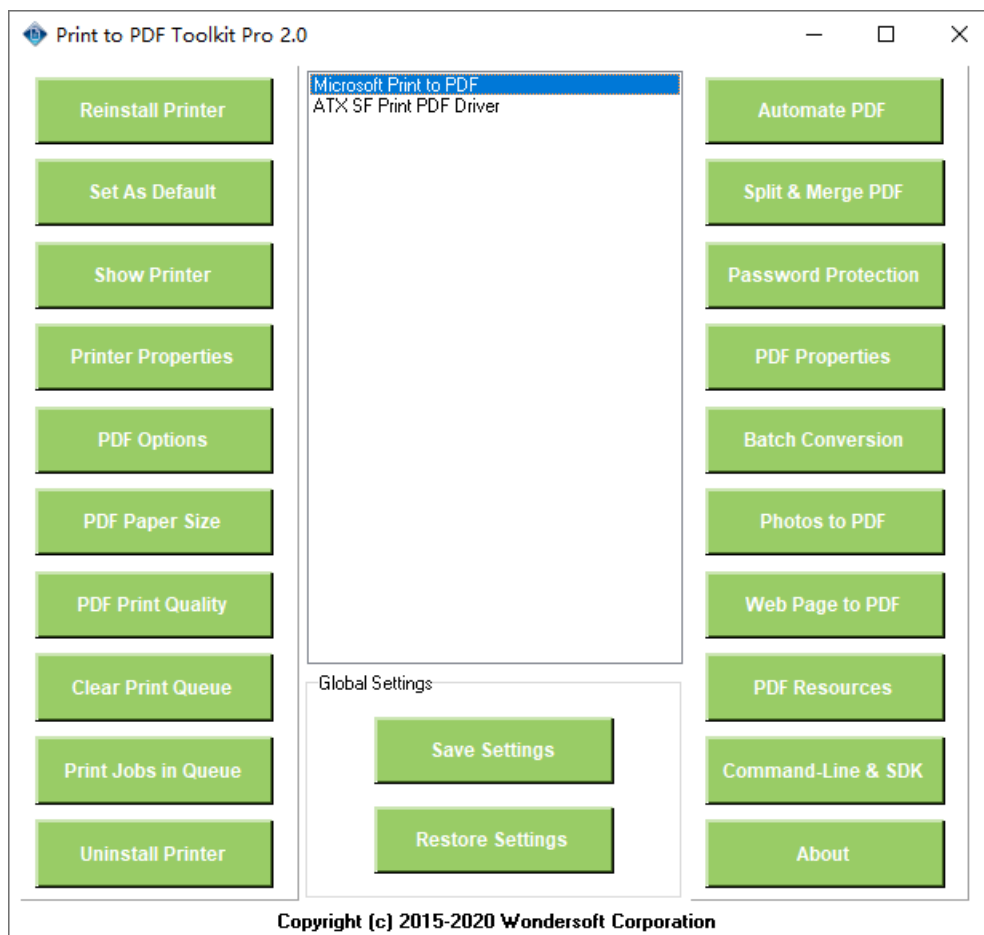 Print to PDF Toolkit Pro 2.0
Reinstall Printer
Set As Default
Show Printer
Printer Properties
PDF Options
PDF Paper Size
PDF Print Quality
Clear Print Queue
Print Jobs in Queue
Uninstall Printer
Microsoft Print to PDF
ATX SF Print PDF Driver
Global Settings
Save Settings
Restore Settings
Automate PDF
Split & Merge PDF
Password Protection
PDF Properties
Batch Conversion
Photos to PDF
Web Page to PDF
PDF Resources
Command-Line & SDK
About
Copyright (c) 2015-2020 Wondersoft Corporation